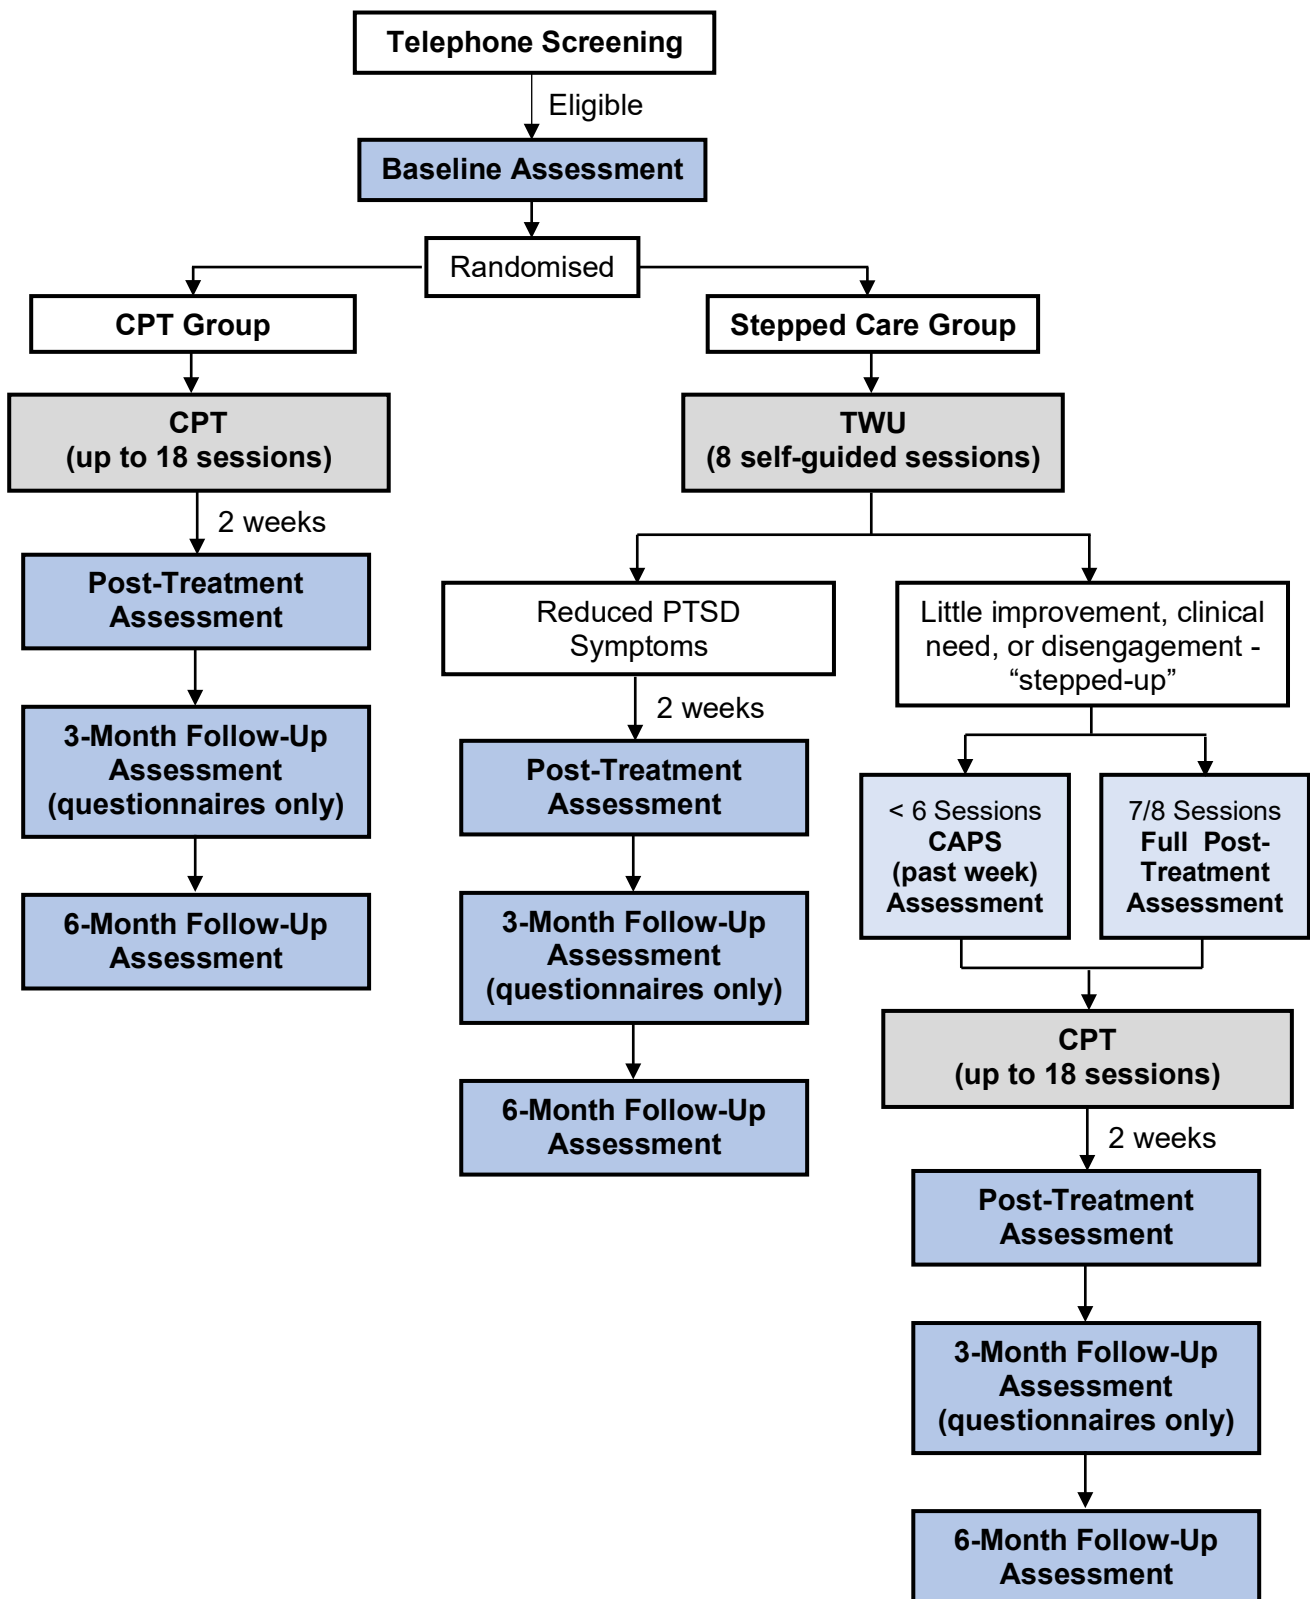 Telephone Screening
Eligible
Baseline Assessment
Randomised
CPT Group
Stepped Care Group
CPT
(up to 18 sessions)
TWU
(8 self-guided sessions)
2 weeks
Post-Treatment
Assessment
Reduced PTSD
Symptoms
Little improvement, clinical
need, or disengagement -
“stepped-up”
3-Month Follow-Up
Assessment
(questionnaires only)
2 weeks
Post-Treatment
Assessment
< 6 Sessions
CAPS
(past week)
Assessment
7/8 Sessions
Full Post-
Treatment
Assessment
6-Month Follow-Up
Assessment
3-Month Follow-Up
Assessment
(questionnaires only)
CPT
(up to 18 sessions)
6-Month Follow-Up
Assessment
2 weeks
Post-Treatment
Assessment
3-Month Follow-Up
Assessment
(questionnaires only)
6-Month Follow-Up
Assessment